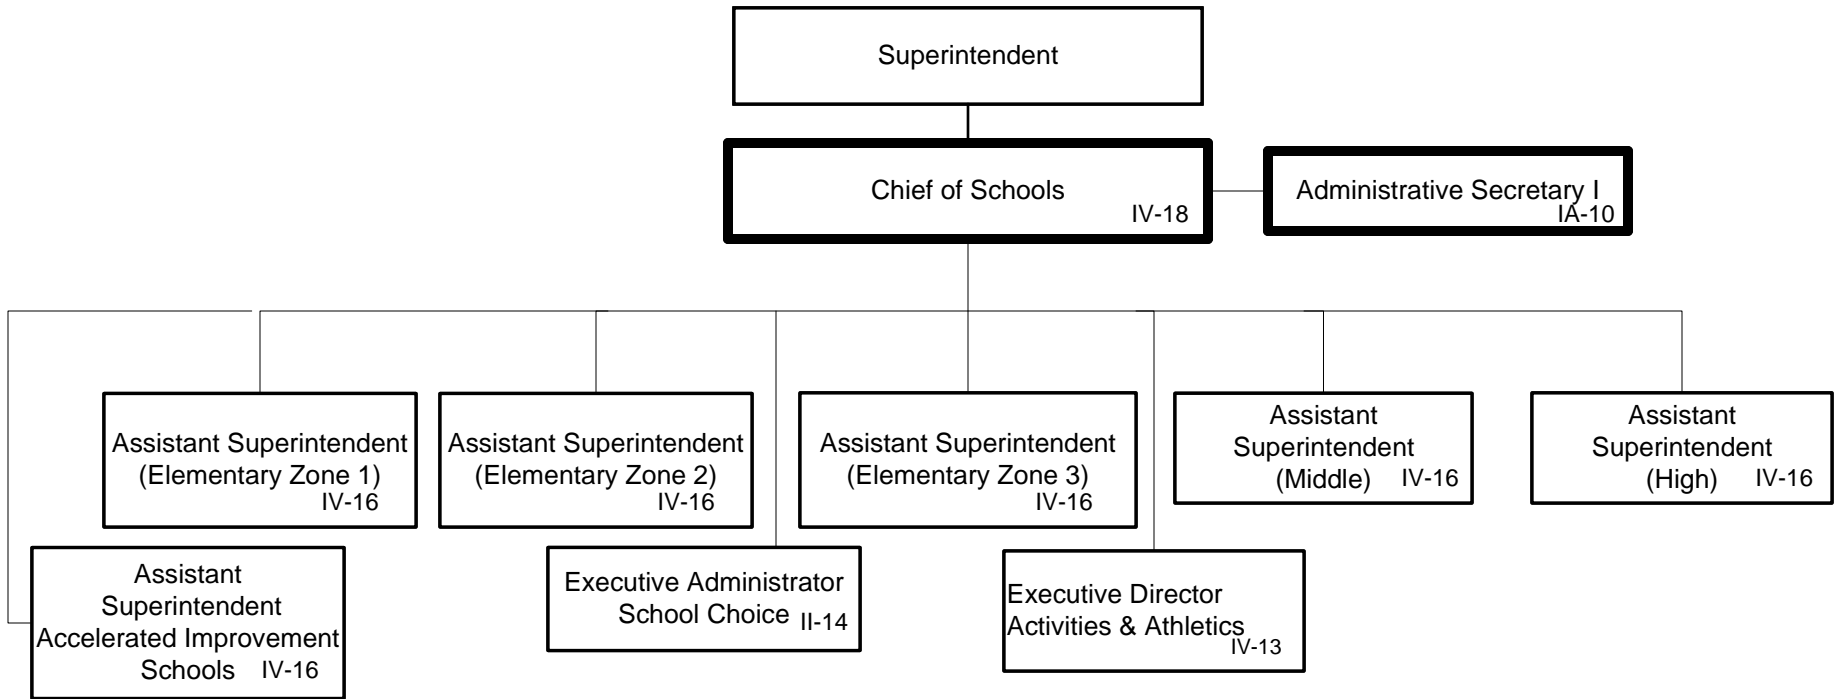 Superintendent
Chief of Schools
IV-18
Administrative Secretary I
IA-10
Assistant Superintendent
(Elementary Zone 1)
IV-16
Assistant Superintendent
(Elementary Zone 2)
IV-16
Assistant Superintendent
(Elementary Zone 3)
IV-16
Assistant
Superintendent
(Middle) IV-16
Assistant
Superintendent
(High) IV-16
Assistant
Superintendent
Accelerated Improvement
Schools IV-16
Executive Administrator
School Choice II-14
Executive Director
Activities & Athletics
IV-13